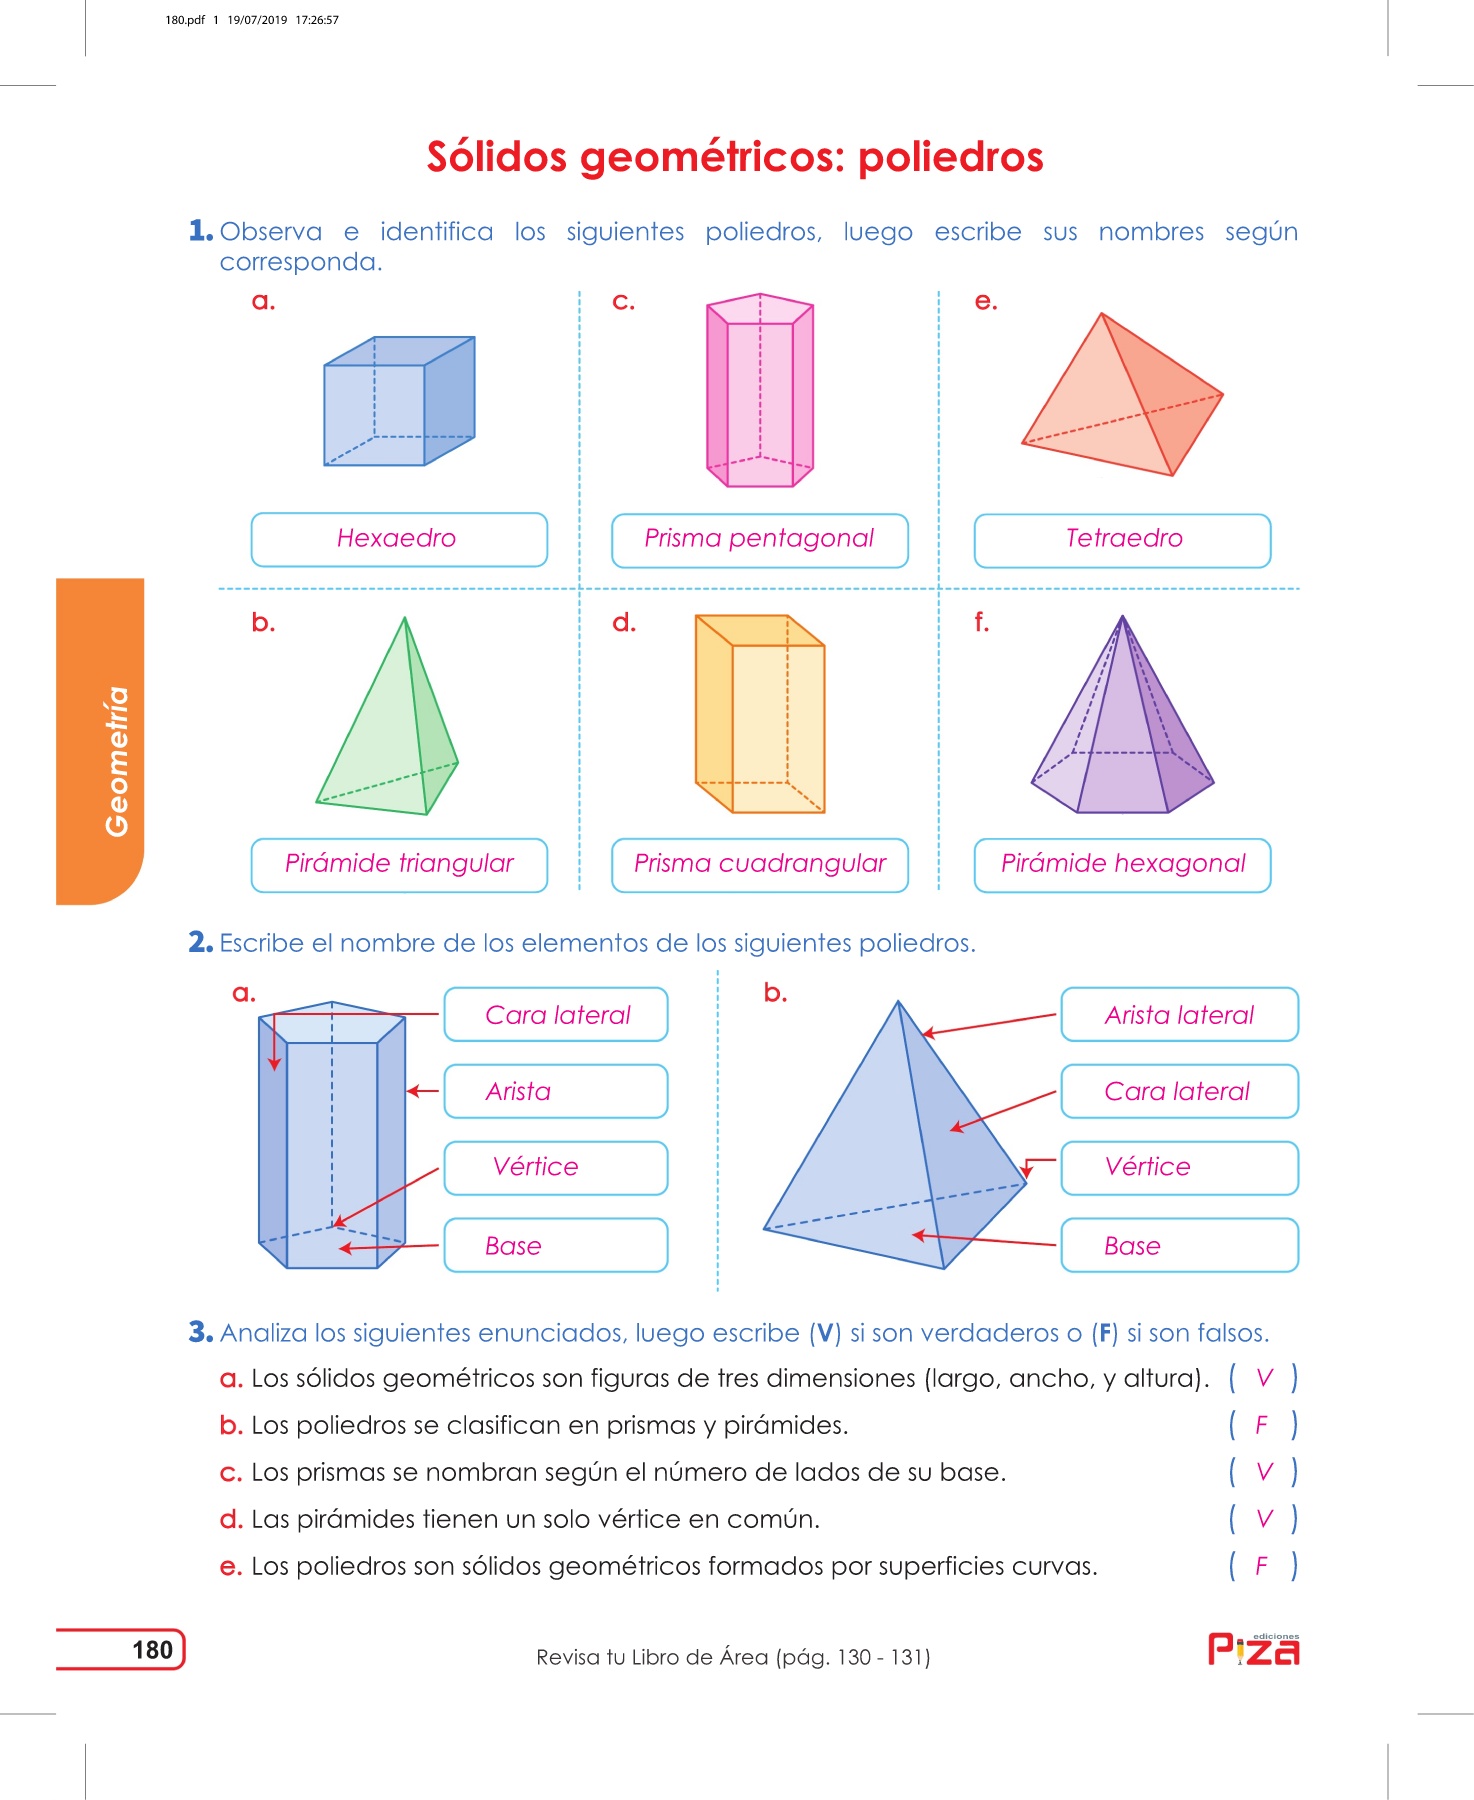 180.pdf 1 19/07/2019 17:26:57
Sólidos geométricos: poliedros
1. Observa e identifica los siguientes poliedros, luego escribe sus nombres según
corresponda.
a.
c.
e.
Hexaedro
Prisma pentagonal
Tetraedro
b.
d.
f.
Pirámide triangular
Prisma cuadrangular
Pirámide hexagonal
Geometría
2. Escribe el nombre de los elementos de los siguientes poliedros.
a.
Cara lateral
Arista
Vértice
Base
b.
Arista lateral
Cara lateral
Vértice
Base
3. Analiza los siguientes enunciados, luego escribe (V) si son verdaderos o (F) si son falsos.
a. Los sólidos geométricos son figuras de tres dimensiones (largo, ancho, y altura). ( V )
b. Los poliedros se clasifican en prismas y pirámides. ( F )
c. Los prismas se nombran según el número de lados de su base. ( V )
d. Las pirámides tienen un solo vértice en común. ( V )
e. Los poliedros son sólidos geométricos formados por superficies curvas. ( F )
180
Revisa tu Libro de Área (pág. 130 - 131)
ediciones
Piza